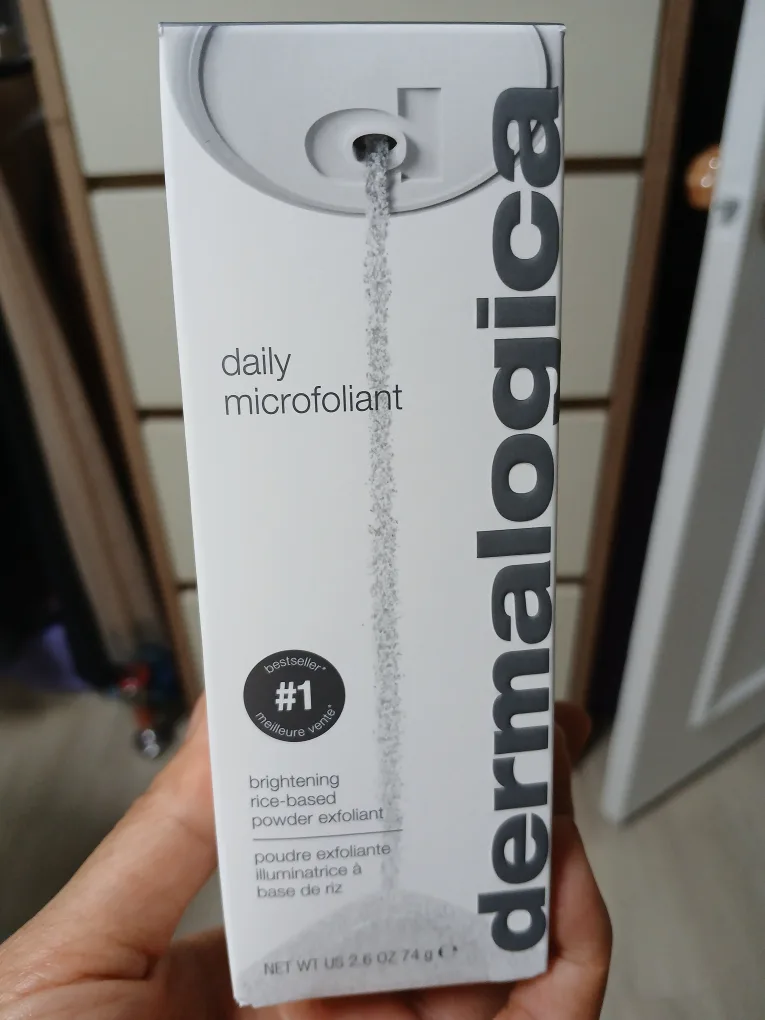 daily
microfoliant
bestseller*
#1
meilleure vente*
brightening
rice-based
powder exfoliant
poudre exfoliante
illuminatrice à
base de riz
NET WT US 2.6 OZ 74 g
dermalogica